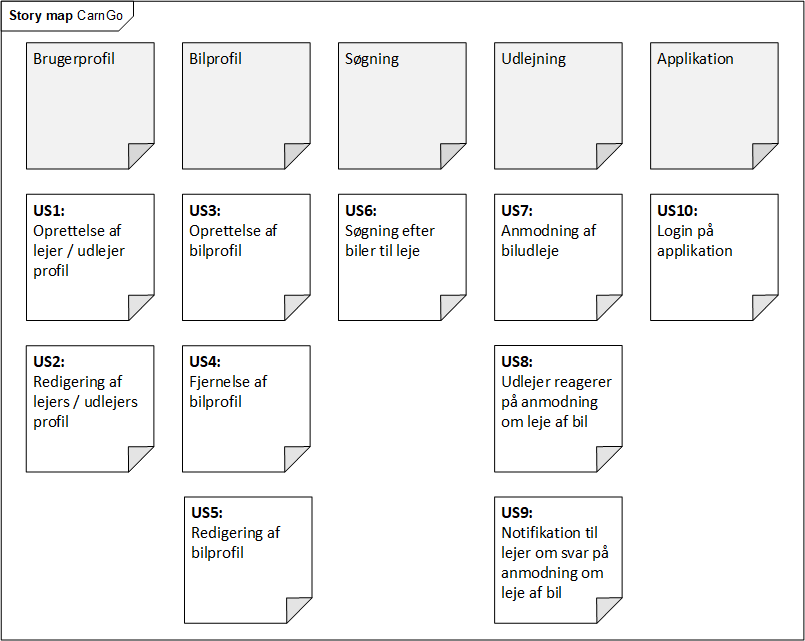 Story map CarnGo
Brugerprofil
Bilprofil
Søgning
Udlejning
Applikation
US1:
Oprettelse af
lejer / udlejer
profil
US3:
Oprettelse af
bilprofil
US6:
Søgning efter
biler til leje
US7:
Anmodning af
biludleje
US10:
Login på
applikation
US2:
Redigering af
lejers / udlejers
profil
US4:
Fjernelse af
bilprofil
US8:
Udlejer reagerer
på anmodning
om leje af bil
US5:
Redigering af
bilprofil
US9:
Notifikation til
lejer om svar på
anmodning om
leje af bil